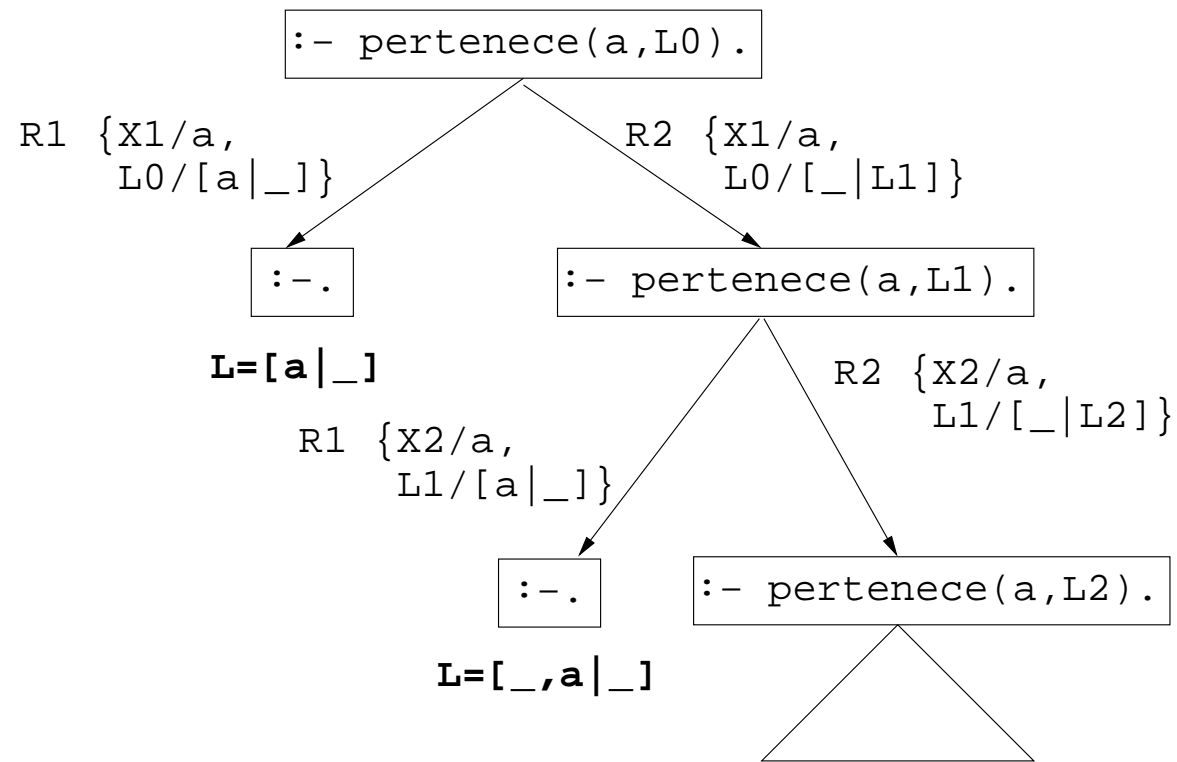 :- pertenece(a,L0).
R1 {X1/a,
L0/[a|_]}
R2 {X1/a,
L0/[_|L1]}
:-.
:- pertenece(a,L1).
L=[a|_]
R1 {X2/a,
L1/[a|_]}
R2 {X2/a,
L1/[_|L2]}
:-.
:- pertenece(a,L2).
L=[_,a|_]